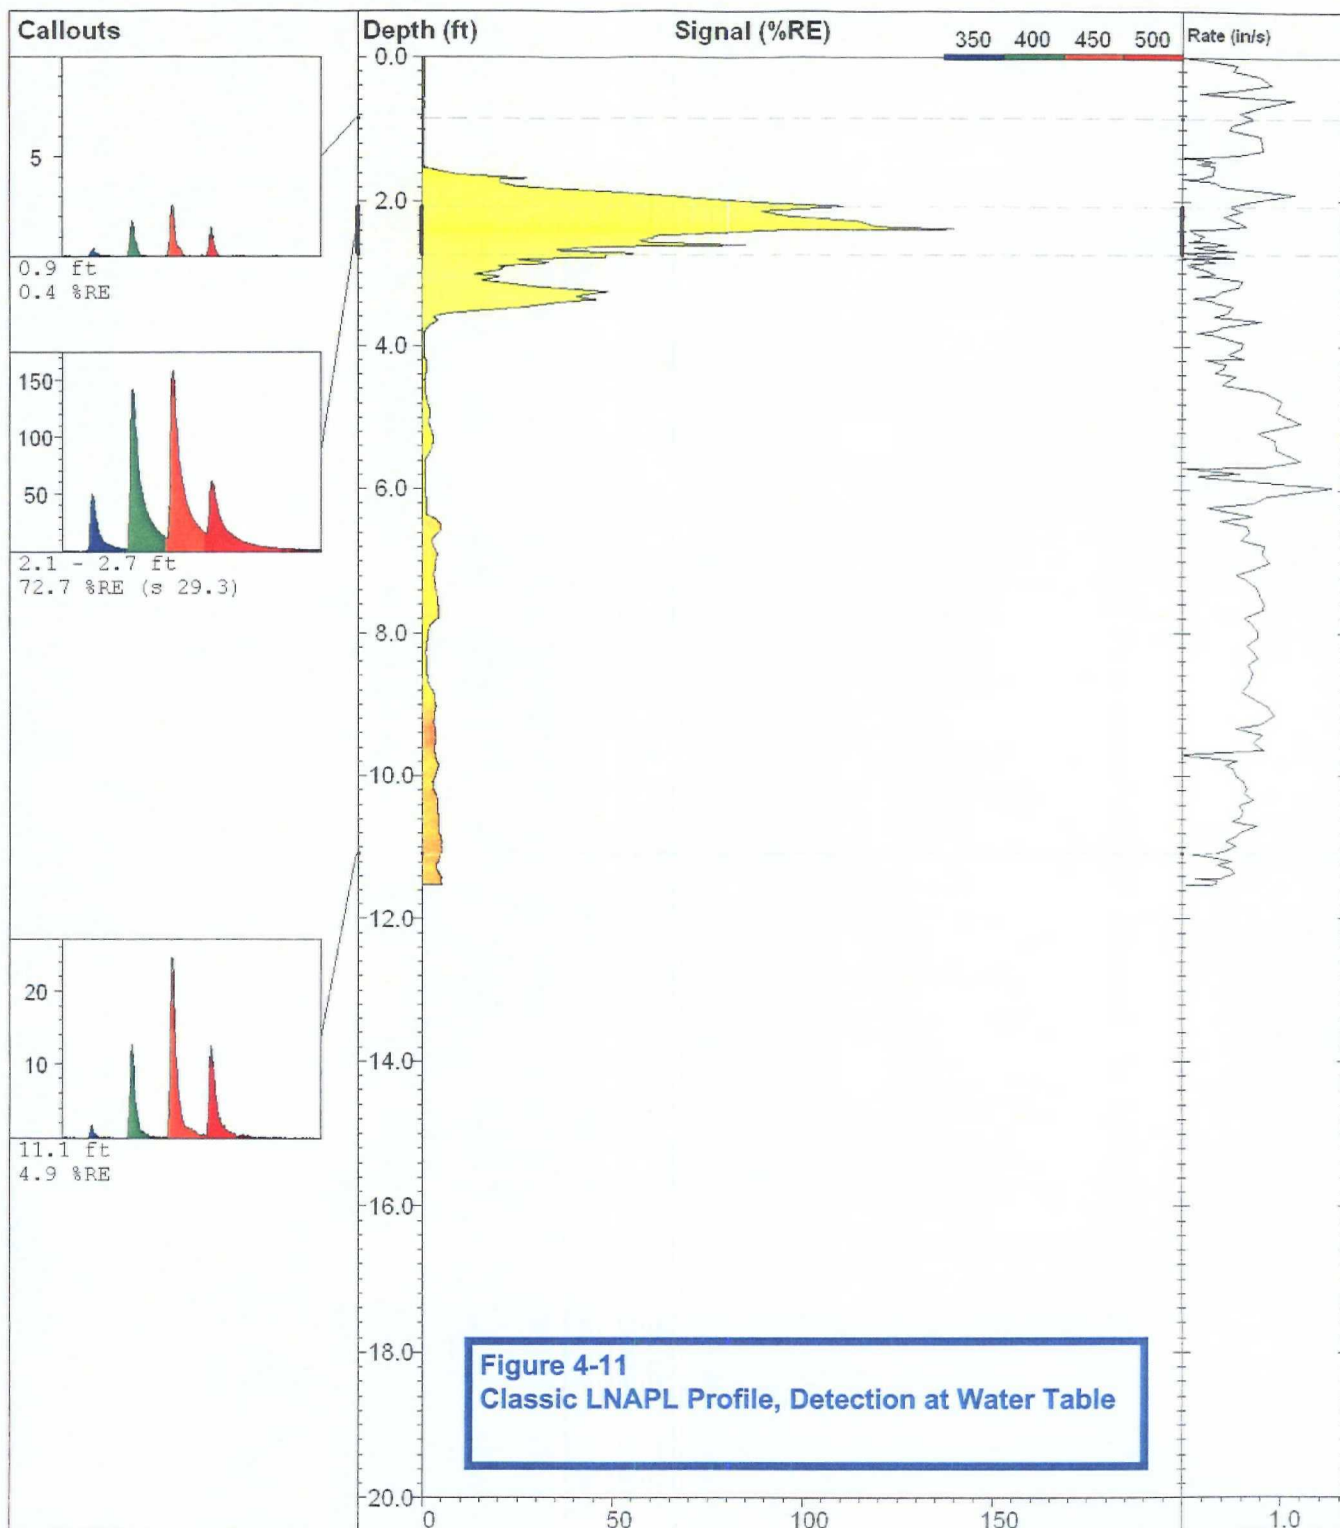 Callouts
Depth (ft)
Signal (%RE)
350 400 450 500
Rate (in/s)
5
0.9 ft
0.4 %RE
150
100
50
2.1 - 2.7 ft
72.7 %RE (s 29.3)
20
10
11.1 ft
4.9 %RE
0.0
2.0
4.0
6.0
8.0
10.0
12.0
14.0
16.0
18.0
20.0
Figure 4-11
Classic LNAPL Profile, Detection at Water Table
0 50 100 150
1.0